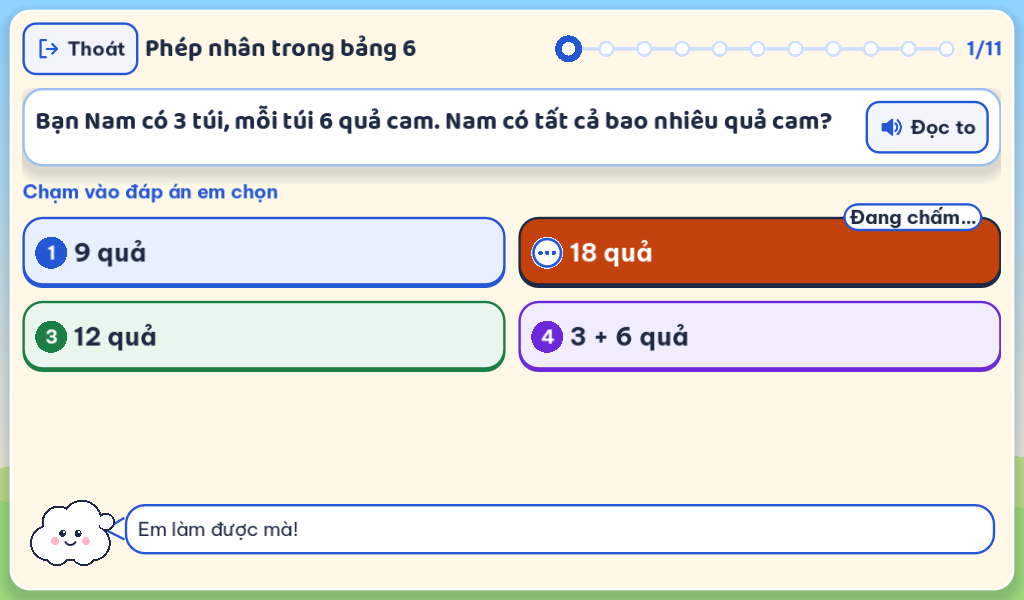 Thoát
Phép nhân trong bảng 6
1/11
Bạn Nam có 3 túi, mỗi túi 6 quả cam. Nam có tất cả bao nhiêu quả cam?
Đọc to
Chạm vào đáp án em chọn
1 9 quả
Đang chấm...
18 quả
3 12 quả
4 3 + 6 quả
Em làm được mà!